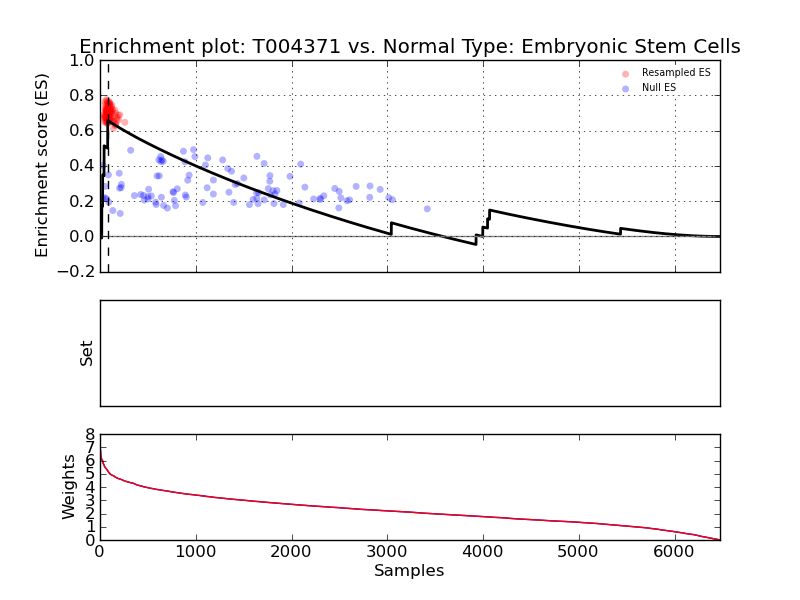 Enrichment plot: T004371 vs. Normal Type: Embryonic Stem Cells
Enrichment score (ES)
1.0
0.8
0.6
0.4
0.2
0.0
−0.2
Resampled ES
Null ES
Set
Weights
8
7
6
5
4
3
2
1
0
0 1000 2000 3000 4000 5000 6000
Samples